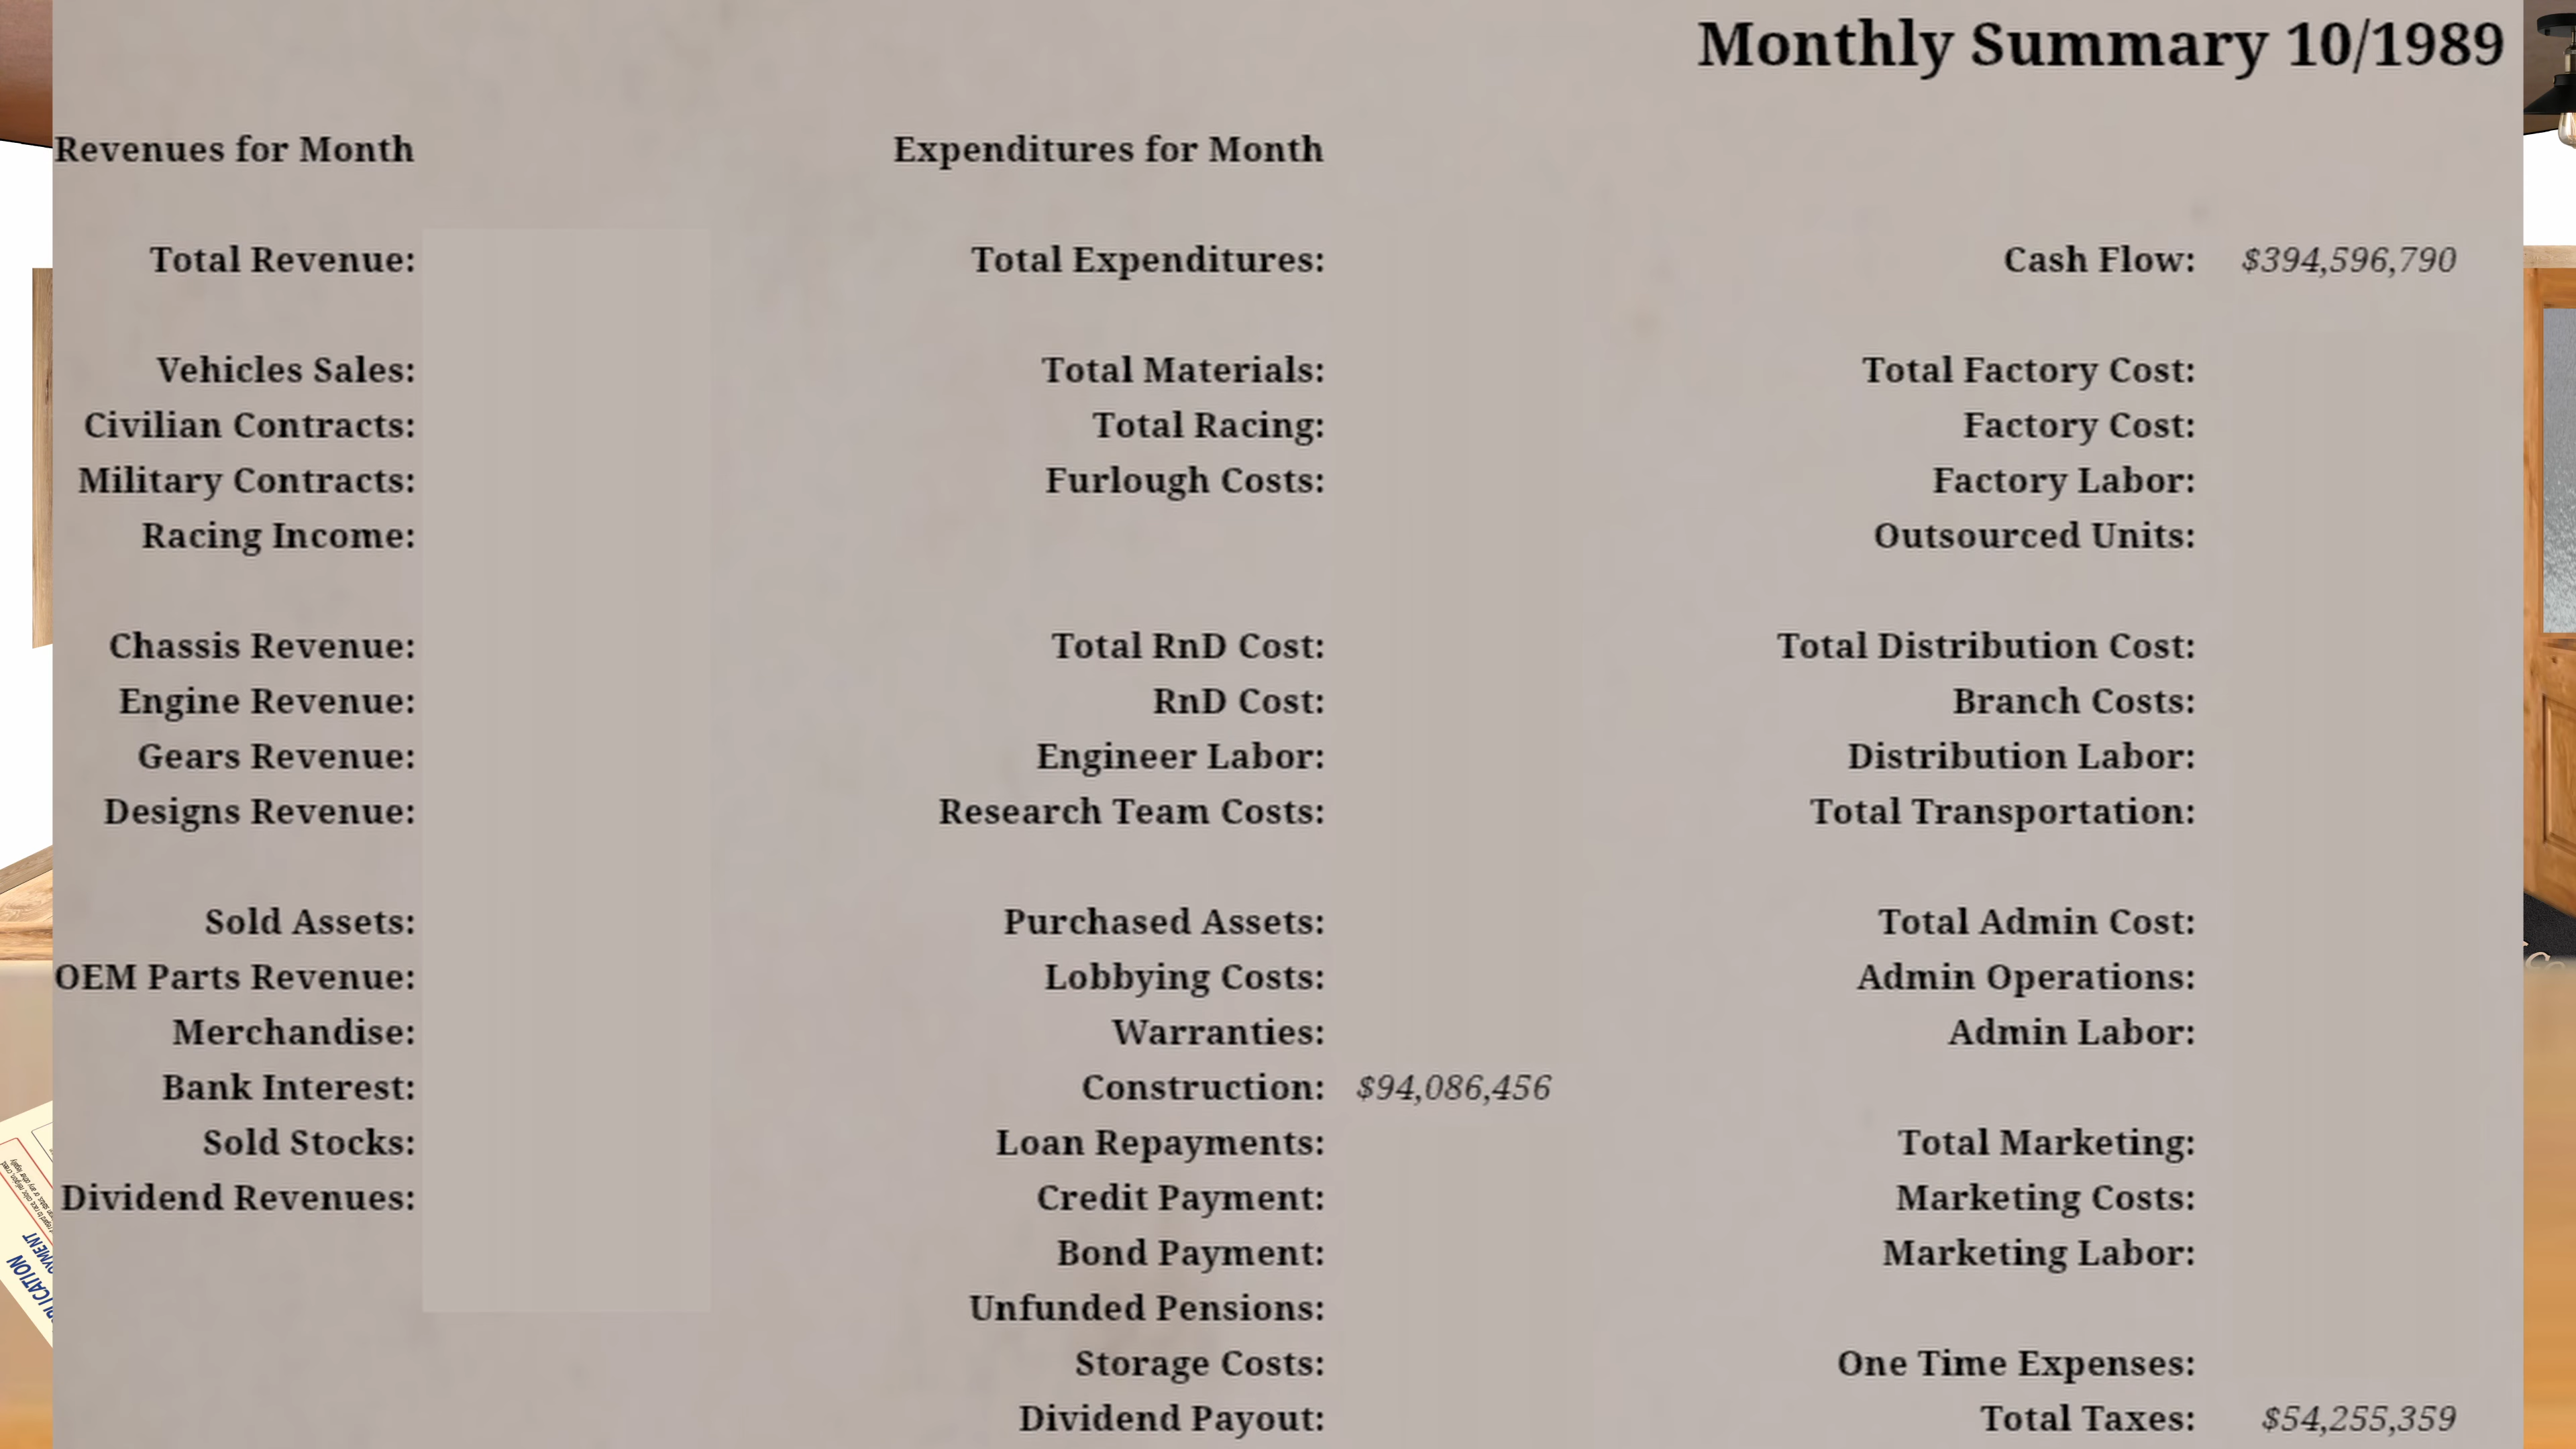 Monthly Summary 10/1989
Revenues for Month
Expenditures for Month
Total Revenue:
Total Expenditures:
Cash Flow: $394,596,790
Vehicles Sales:
Total Materials:
Total Factory Cost:
Civilian Contracts:
Total Racing:
Factory Cost:
Military Contracts:
Furlough Costs:
Factory Labor:
Racing Income:
Outsourced Units:
Chassis Revenue:
Total RnD Cost:
Total Distribution Cost:
Engine Revenue:
RnD Cost:
Branch Costs:
Gears Revenue:
Engineer Labor:
Distribution Labor:
Designs Revenue:
Research Team Costs:
Total Transportation:
Sold Assets:
Purchased Assets:
Total Admin Cost:
OEM Parts Revenue:
Lobbying Costs:
Admin Operations:
Merchandise:
Warranties:
Admin Labor:
Bank Interest:
Construction: $94,086,456
Sold Stocks:
Loan Repayments:
Total Marketing:
Dividend Revenues:
Credit Payment:
Marketing Costs:
Bond Payment:
Marketing Labor:
Unfunded Pensions:
Storage Costs:
One Time Expenses:
Dividend Payout:
Total Taxes: $54,255,359